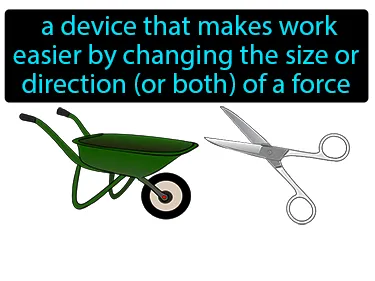 a device that makes work
easier by changing the size or
direction (or both) of a force